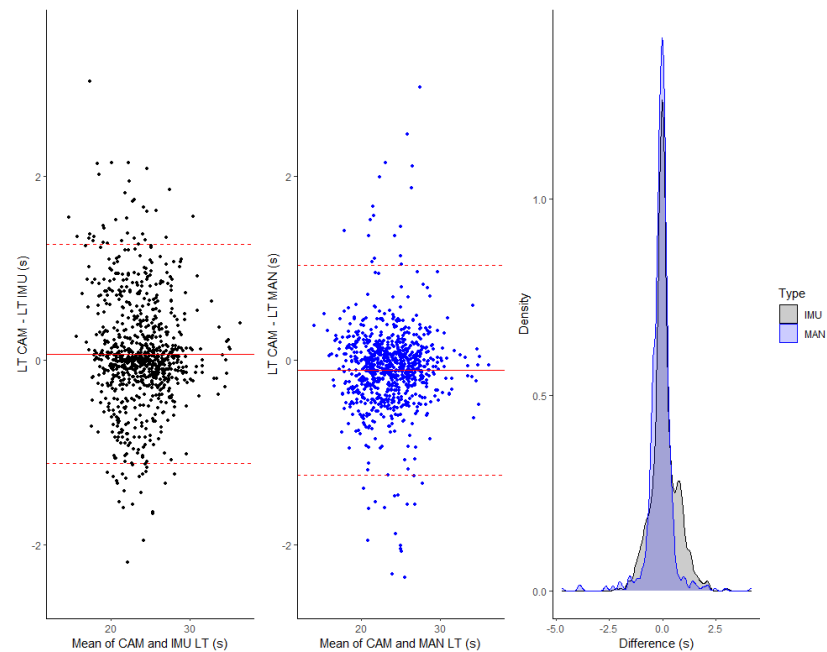 LT CAM - LT IMU (s)
2
0
-2
20
30
Mean of CAM and IMU LT (s)
LT CAM - LT MAN (s)
2
0
-2
20
30
Mean of CAM and MAN LT (s)
Density
1.0
0.5
0.0
-5.0
-2.5
0.0
2.5
Difference (s)
Type
IMU
MAN